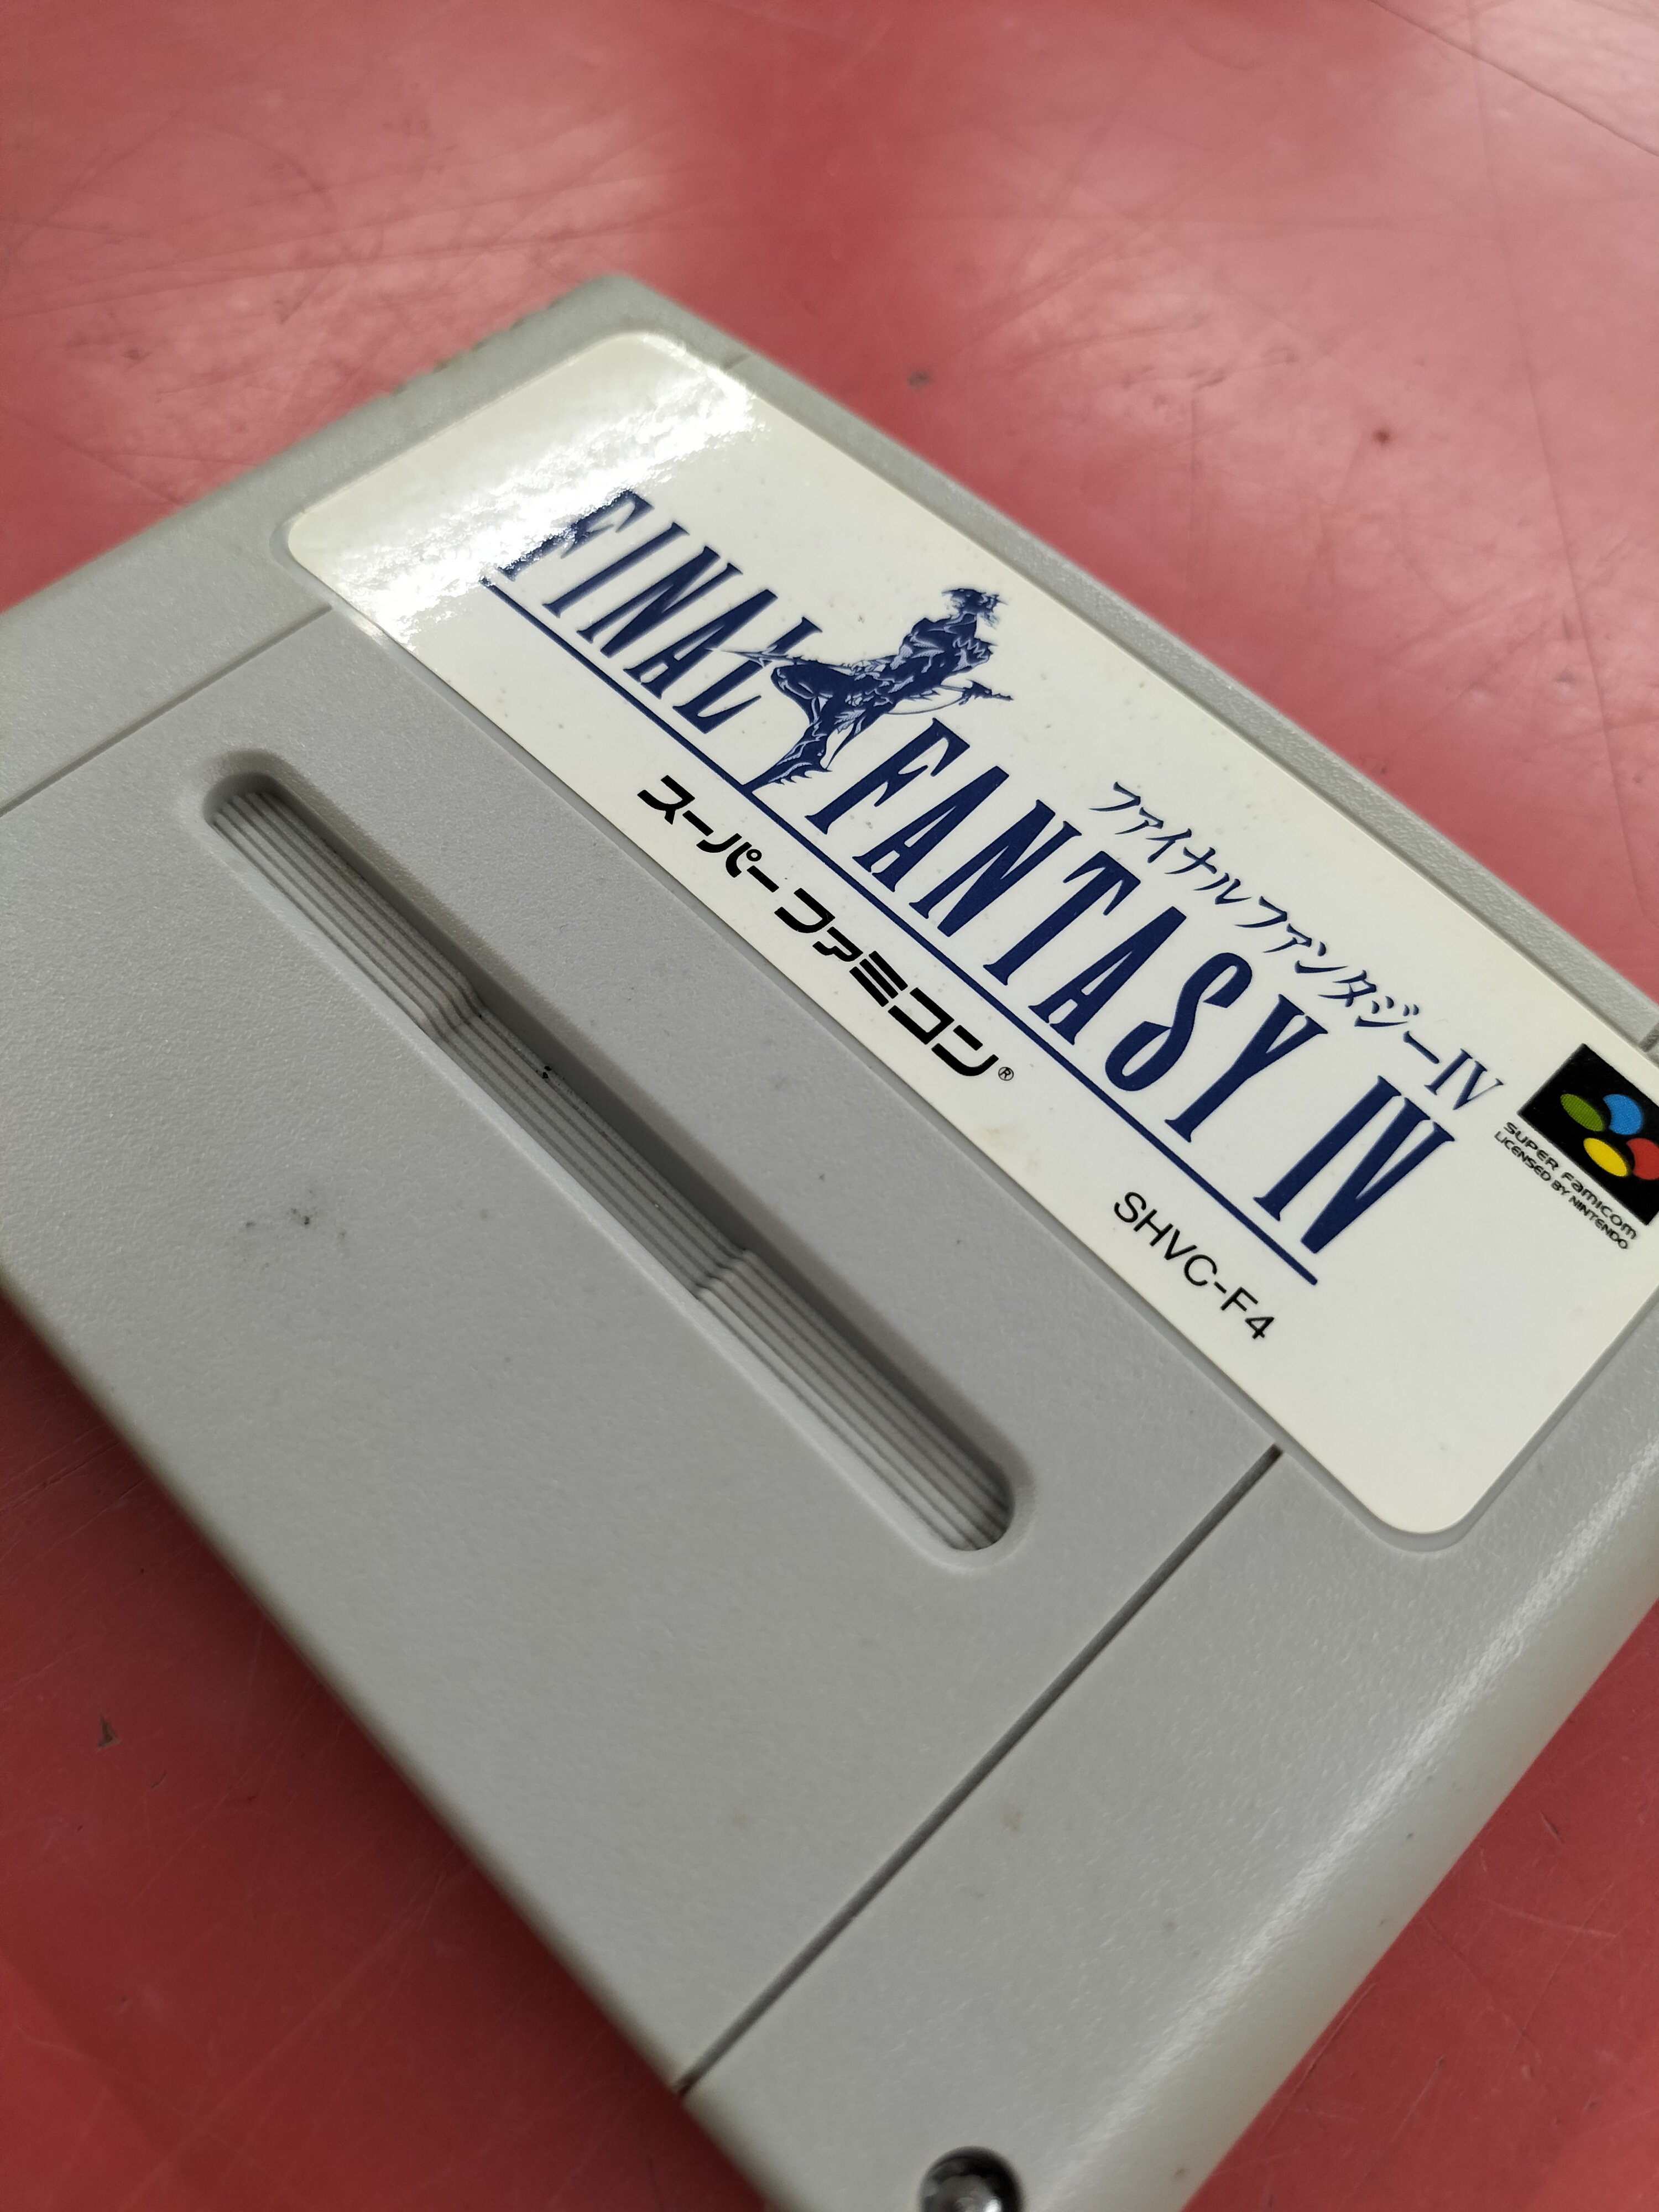 ファイナルファンタジーIV
FINAL FANTASY IV
スーパーファミコン®
SHVC-F4
SUPER FAMICOM
LICENSED BY NINTENDO